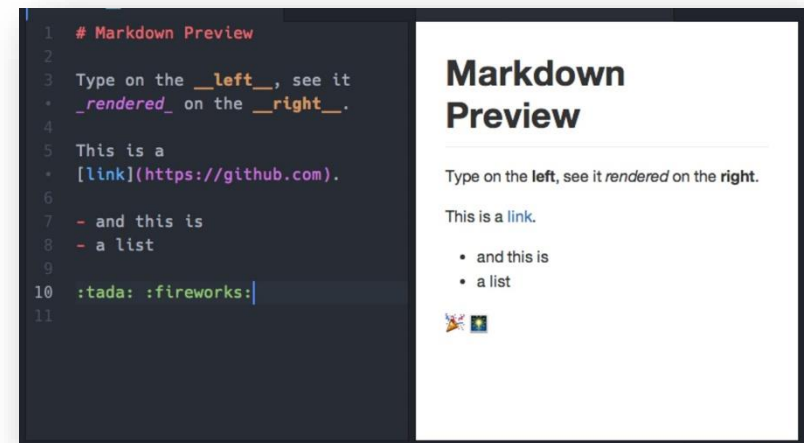 1 # Markdown Preview
2
3 Type on the __left__, see it
• _rendered_ on the __right__.
4
5 This is a
• [link](https://github.com).
6
7 - and this is
8 - a list
9
10 :tada: :fireworks:
11
Markdown
Preview
Type on the left, see it rendered on the right.
This is a link.
• and this is
• a list